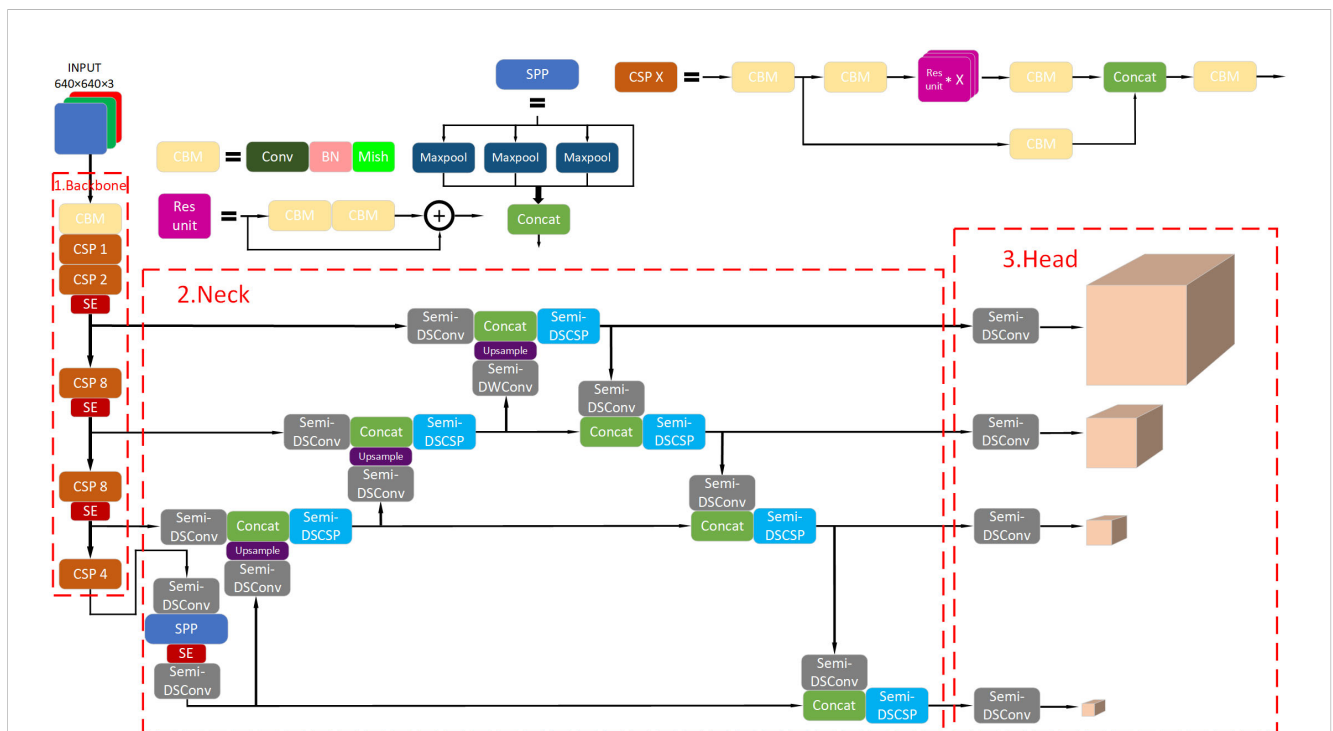 INPUT
640×640×3
SPP
=
CSP X = CBM CBM Res unit * X CBM Concat CBM
CBM
CBM = Conv BN Mish
Maxpool Maxpool Maxpool
Concat
Res
unit
= CBM CBM +
1.Backbone
CBM
CSP 1
CSP 2
SE
CSP 8
SE
CSP 8
SE
CSP 4
2.Neck
Semi-
DSConv
Concat
Semi-
DSCSP
Upsample
Semi-
DWConv
Semi-
DSConv
Semi-
DSConv
Concat
Semi-
DSCSP
Concat
Semi-
DSCSP
Upsample
Semi-
DSConv
Semi-
DSConv
Semi-
DSConv
Concat
Semi-
DSCSP
Concat
Semi-
DSCSP
Upsample
Semi-
DSConv
Semi-
DSConv
SPP
SE
Semi-
DSConv
Semi-
DSConv
Concat
Semi-
DSCSP
3.Head
Semi-
DSConv
Semi-
DSConv
Semi-
DSConv
Semi-
DSConv